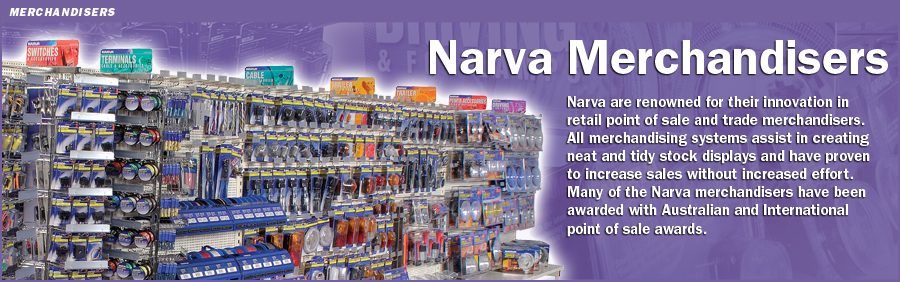 MERCHANDISERS
Narva Merchandisers
SWITCHES
TERMINALS
CABLE
TRAILER
Narva are renowned for their innovation in
retail point of sale and trade merchandisers.
All merchandising systems assist in creating
neat and tidy stock displays and have proven
to increase sales without increased effort.
Many of the Narva merchandisers have been
awarded with Australian and International
point of sale awards.